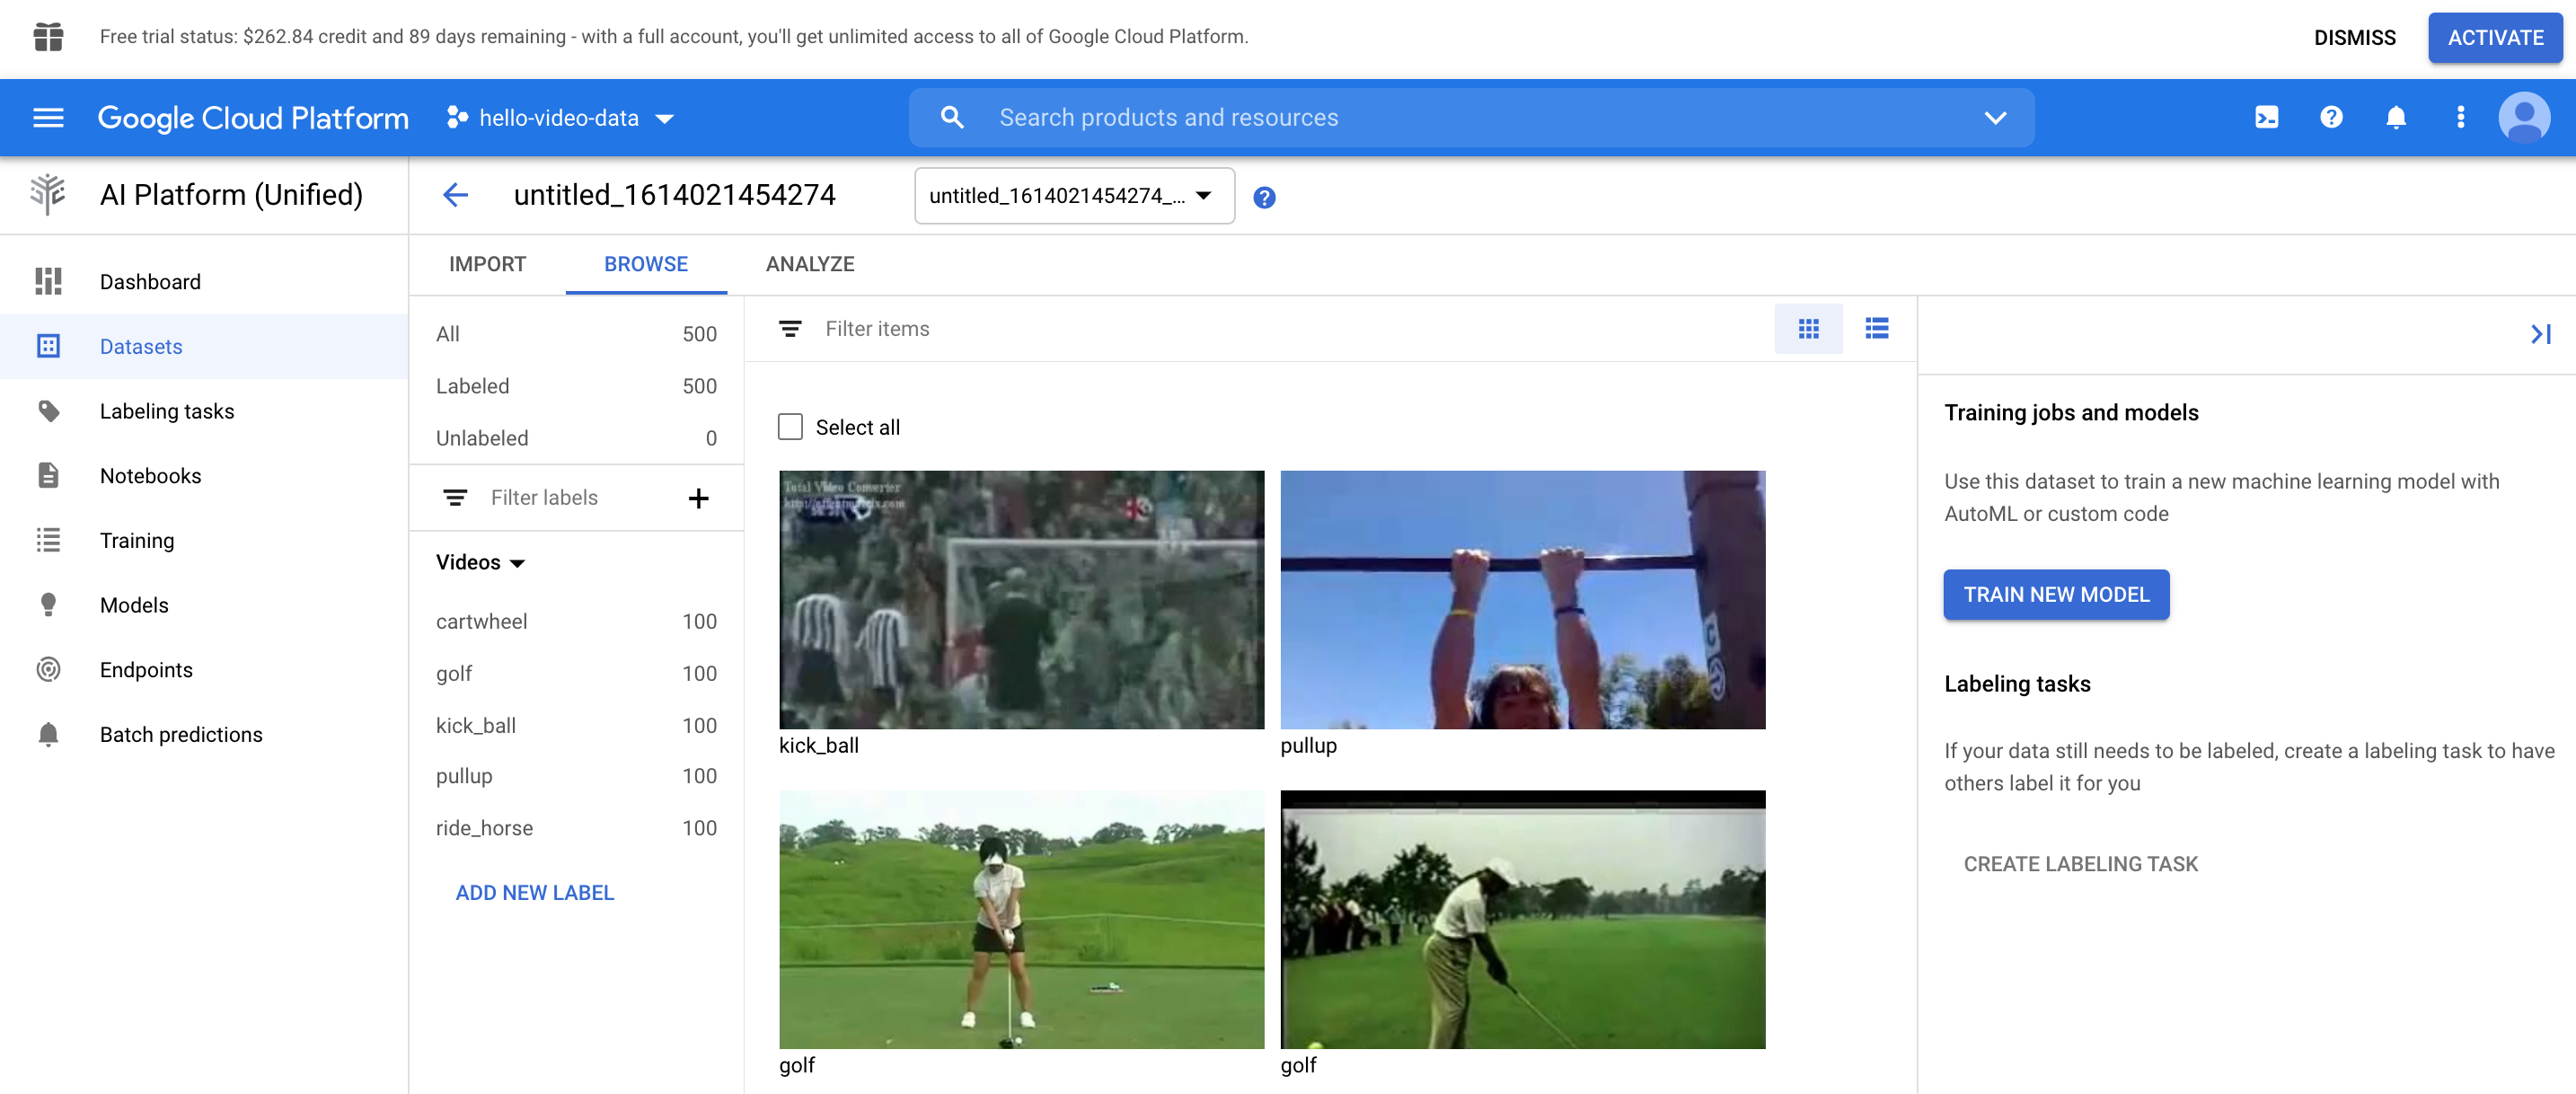 Free trial status: $262.84 credit and 89 days remaining - with a full account, you'll get unlimited access to all of Google Cloud Platform.
DISMISS
ACTIVATE
Google Cloud Platform
hello-video-data
Search products and resources
AI Platform (Unified)
untitled_1614021454274
untitled_1614021454274_...
Dashboard
Datasets
Labeling tasks
Notebooks
Training
Models
Endpoints
Batch predictions
IMPORT
BROWSE
ANALYZE
All 500
Labeled 500
Unlabeled 0
Filter labels
Videos
cartwheel 100
golf 100
kick_ball 100
pullup 100
ride_horse 100
ADD NEW LABEL
Filter items
Select all
Total Video Converter
kick_ball
pullup
golf
golf
Training jobs and models
Use this dataset to train a new machine learning model with
AutoML or custom code
TRAIN NEW MODEL
Labeling tasks
If your data still needs to be labeled, create a labeling task to have
others label it for you
CREATE LABELING TASK